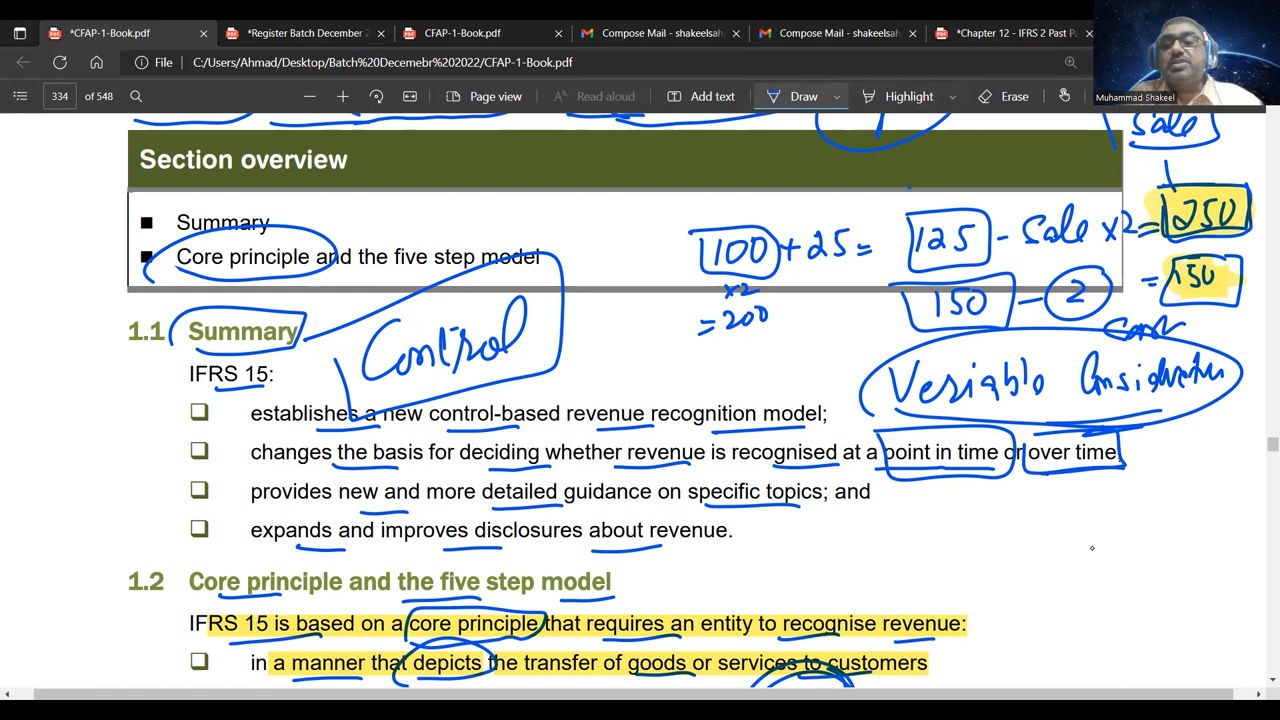 *CFAP-1-Book.pdf
*Register Batch December 2
CFAP-1-Book.pdf
Compose Mail - shakeelsah
Compose Mail - shakeelsah
*Chapter 12 - IFRS 2 Past Pa
File
C:/Users/Ahmad/Desktop/Batch%20Decemebr%202022/CFAP-1-Book.pdf
334 of 548
Page view
Read aloud
Add text
Draw
Highlight
Erase
Muhammad Shakeel
Sale
Section overview
Summary
Core principle and the five step model
100 + 25 = 125 - Sale x2 = 250
x2
= 200
150 - 2 = 150
Control
1.1 Summary
IFRS 15:
establishes a new control-based revenue recognition model;
changes the basis for deciding whether revenue is recognised at a point in time or over time
provides new and more detailed guidance on specific topics; and
expands and improves disclosures about revenue.
1.2 Core principle and the five step model
IFRS 15 is based on a core principle that requires an entity to recognise revenue:
in a manner that depicts the transfer of goods or services to customers